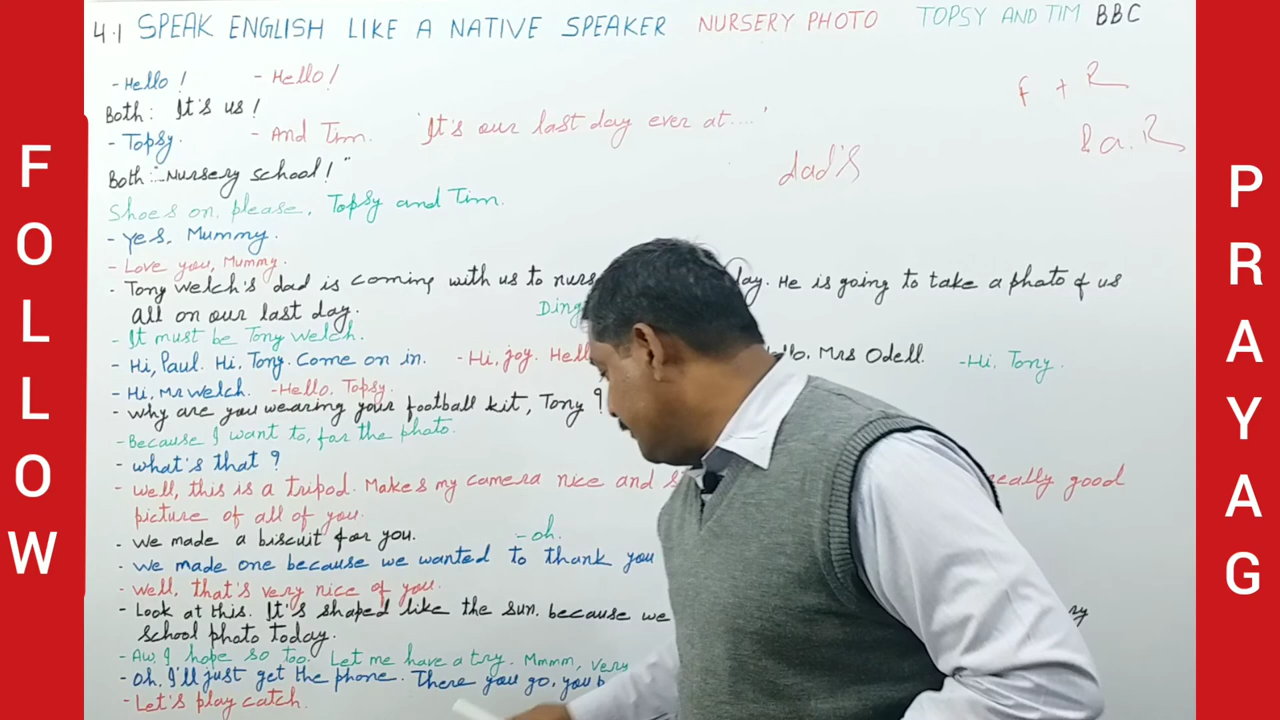 4.1 SPEAK ENGLISH LIKE A NATIVE SPEAKER NURSERY PHOTO TOPSY AND TIM BBC
- Hello! - Hello!
Both: It's us!
- Topsy. - And Tim. "It's our last day ever at....'
Both:"...Nursery school!"
Shoes on, please, Topsy and Tim.
- Yes, Mummy.
- Love you, Mummy.
- Tony Welch's dad is coming with us to nurs day. He is going to take a photo of us
all on our last day. Ding
- It must be Tony Welch.
- Hi, Paul. Hi, Tony. Come on in. - Hi, joy. Hell llo, Mrs Odell. - Hi, Tony.
- Hi, Mr Welch. - Hello, Topsy.
- Why are you wearing your football kit, Tony?
- Because I want to, for the photo.
- What's that?
- Well, this is a tripod. Makes my camera nice and s really good
picture of all of you.
- We made a biscuit for you. - oh.
- We made one because we wanted to thank you
- Well, that's very nice of you.
- Look at this. It's shaped like the sun, because we
school photo today.
- Aw, I hope so too. Let me have a try. Mmmm, very
- Oh, I'll just get the phone. There you go, you b
- Let's play catch.
dad's
F + R
R
FOLLOW
PRAYAG